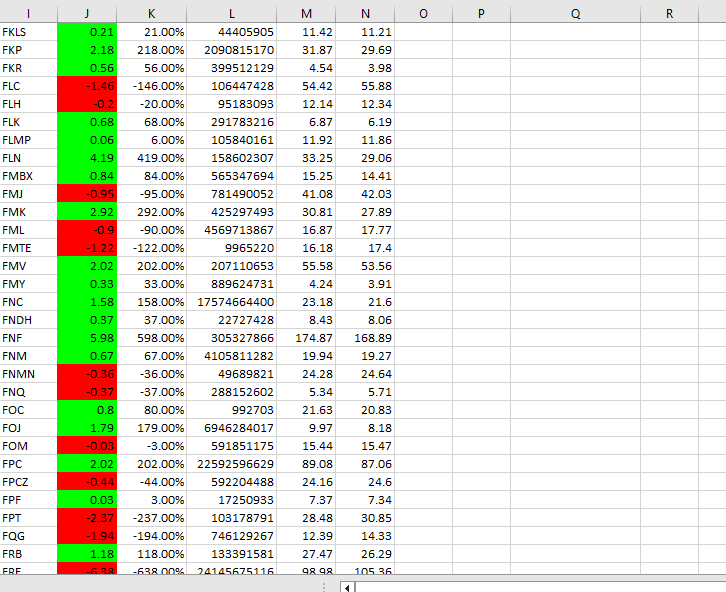 I J K L M N O P Q R
FKLS 0.21 21.00% 44405905 11.42 11.21
FKP 2.18 218.00% 2090815170 31.87 29.69
FKR 0.56 56.00% 399512129 4.54 3.98
FLC -1.46 -146.00% 106447428 54.42 55.88
FLH -0.2 -20.00% 95183093 12.14 12.34
FLK 0.68 68.00% 291783216 6.87 6.19
FLMP 0.06 6.00% 105840161 11.92 11.86
FLN 4.19 419.00% 158602307 33.25 29.06
FMBX 0.84 84.00% 565347694 15.25 14.41
FMJ -0.95 -95.00% 781490052 41.08 42.03
FMK 2.92 292.00% 425297493 30.81 27.89
FML -0.9 -90.00% 4569713867 16.87 17.77
FMTE -1.22 -122.00% 9965220 16.18 17.4
FMV 2.02 202.00% 207110653 55.58 53.56
FMY 0.33 33.00% 889624731 4.24 3.91
FNC 1.58 158.00% 17574664400 23.18 21.6
FNDH 0.37 37.00% 22727428 8.43 8.06
FNF 5.98 598.00% 305327866 174.87 168.89
FNM 0.67 67.00% 4105811282 19.94 19.27
FNMN -0.36 -36.00% 49689821 24.28 24.64
FNQ -0.37 -37.00% 288152602 5.34 5.71
FOC 0.8 80.00% 992703 21.63 20.83
FOJ 1.79 179.00% 6946284017 9.97 8.18
FOM -0.03 -3.00% 591851175 15.44 15.47
FPC 2.02 202.00% 22592596629 89.08 87.06
FPCZ -0.44 -44.00% 592204488 24.16 24.6
FPF 0.03 3.00% 17250933 7.37 7.34
FPT -2.37 -237.00% 103178791 28.48 30.85
FQG -1.94 -194.00% 746129267 12.39 14.33
FRB 1.18 118.00% 133391581 27.47 26.29
-6.38 -638.00% 24145675116 98.98 105.36